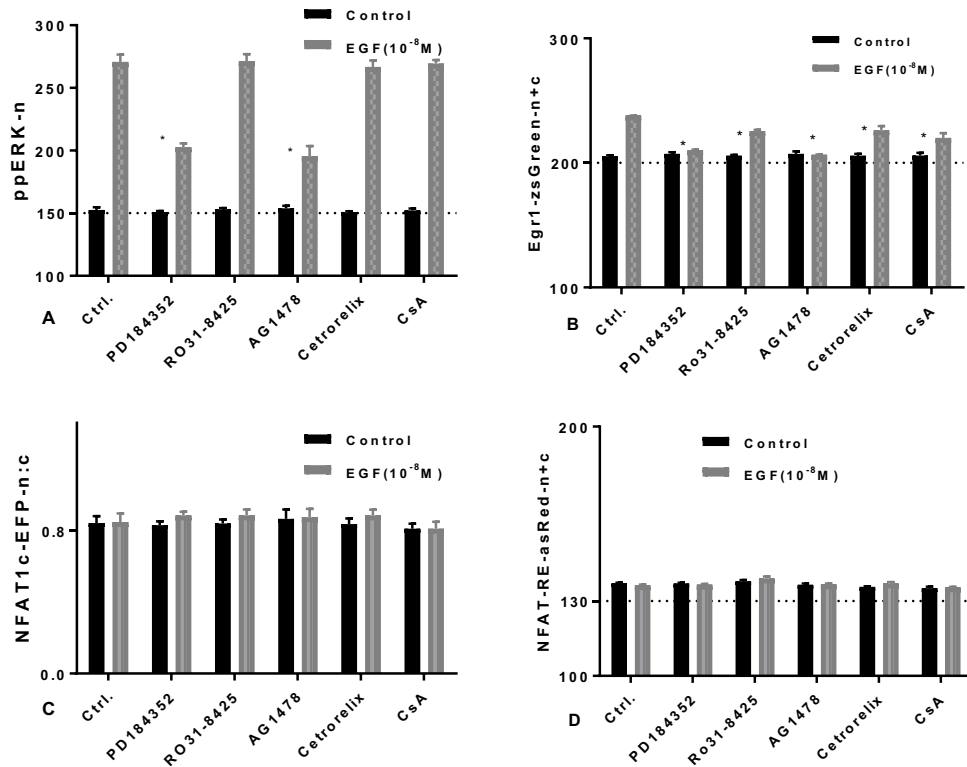 Control
EGF(10⁻⁸M)
ppERK-n
300
250
200
150
100
Ctrl.
PD184352
RO31-8425
AG1478
Cetrorelix
CsA
*
*
A
Control
EGF(10⁻⁸M)
Egr1-zsGreen-n+c
300
200
100
Ctrl.
PD184352
Ro31-8425
AG1478
Cetrorelix
CsA
*
*
*
*
*
B
Control
EGF(10⁻⁸M)
NFAT1c-EFP-n:c
0.8
0.0
Ctrl.
PD184352
RO31-8425
AG1478
Cetrorelix
CsA
C
Control
EGF(10⁻⁸M)
NFAT-RE-asRed-n+c
200
130
100
Ctrl.
PD184352
Ro31-8425
AG1478
Cetrorelix
CsA
D